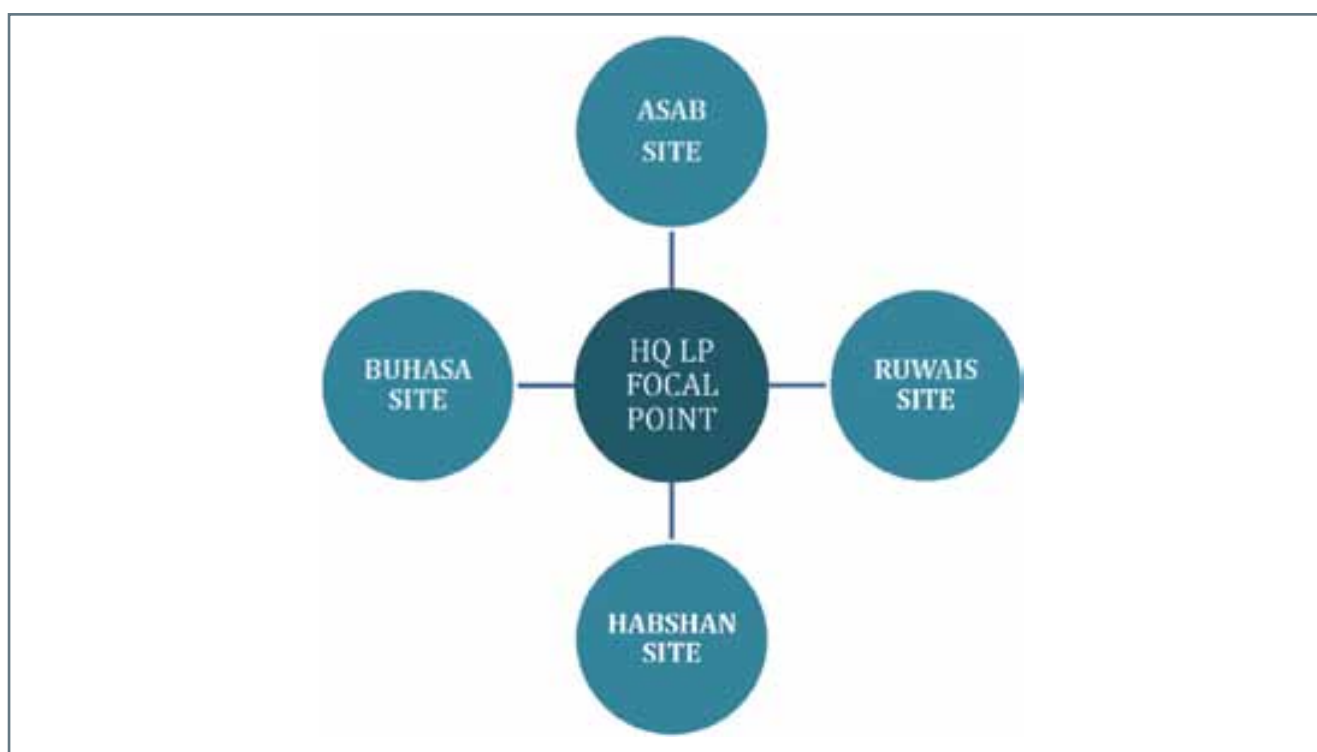 ASAB
SITE
BUHASA
SITE
HQ LP
FOCAL
POINT
RUWAIS
SITE
HABSHAN
SITE